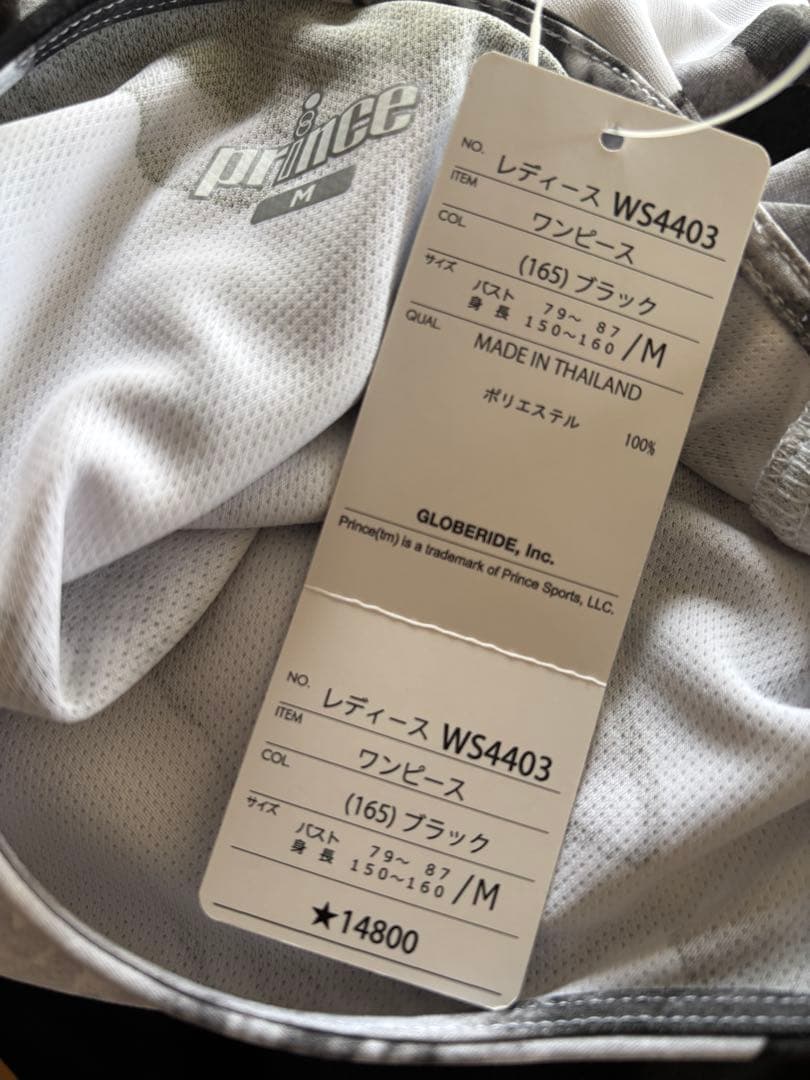 prince
M
NO. レディース WS4403
ITEM ワンピース
COL (165) ブラック
サイズ バスト 79～ 87
身 長 150～160 /M
QUAL MADE IN THAILAND
ポリエステル 100%
GLOBERIDE, Inc.
Prince(tm) is a trademark of Prince Sports, LLC.
NO. レディース WS4403
ITEM ワンピース
COL (165) ブラック
サイズ バスト 79～ 87
身 長 150～160 /M
★14800